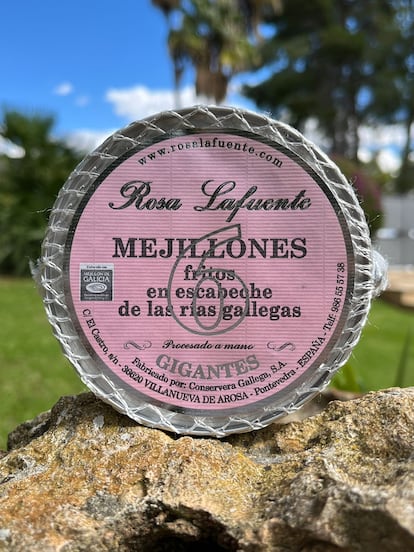 www.rosalafuente.com
Rosa Lafuente
MEJILLONES
fritos
en escabeche
de las rías gallegas
6
MEJILLÓN DE
GALICIA
Procesado a mano
GIGANTES
Fabricado por: Conservera Gallega, S.A
C/ El Castro, s/n - 36620 VILLANUEVA DE AROSA - Pontevedra - ESPAÑA - Telf: 986 55 57 38